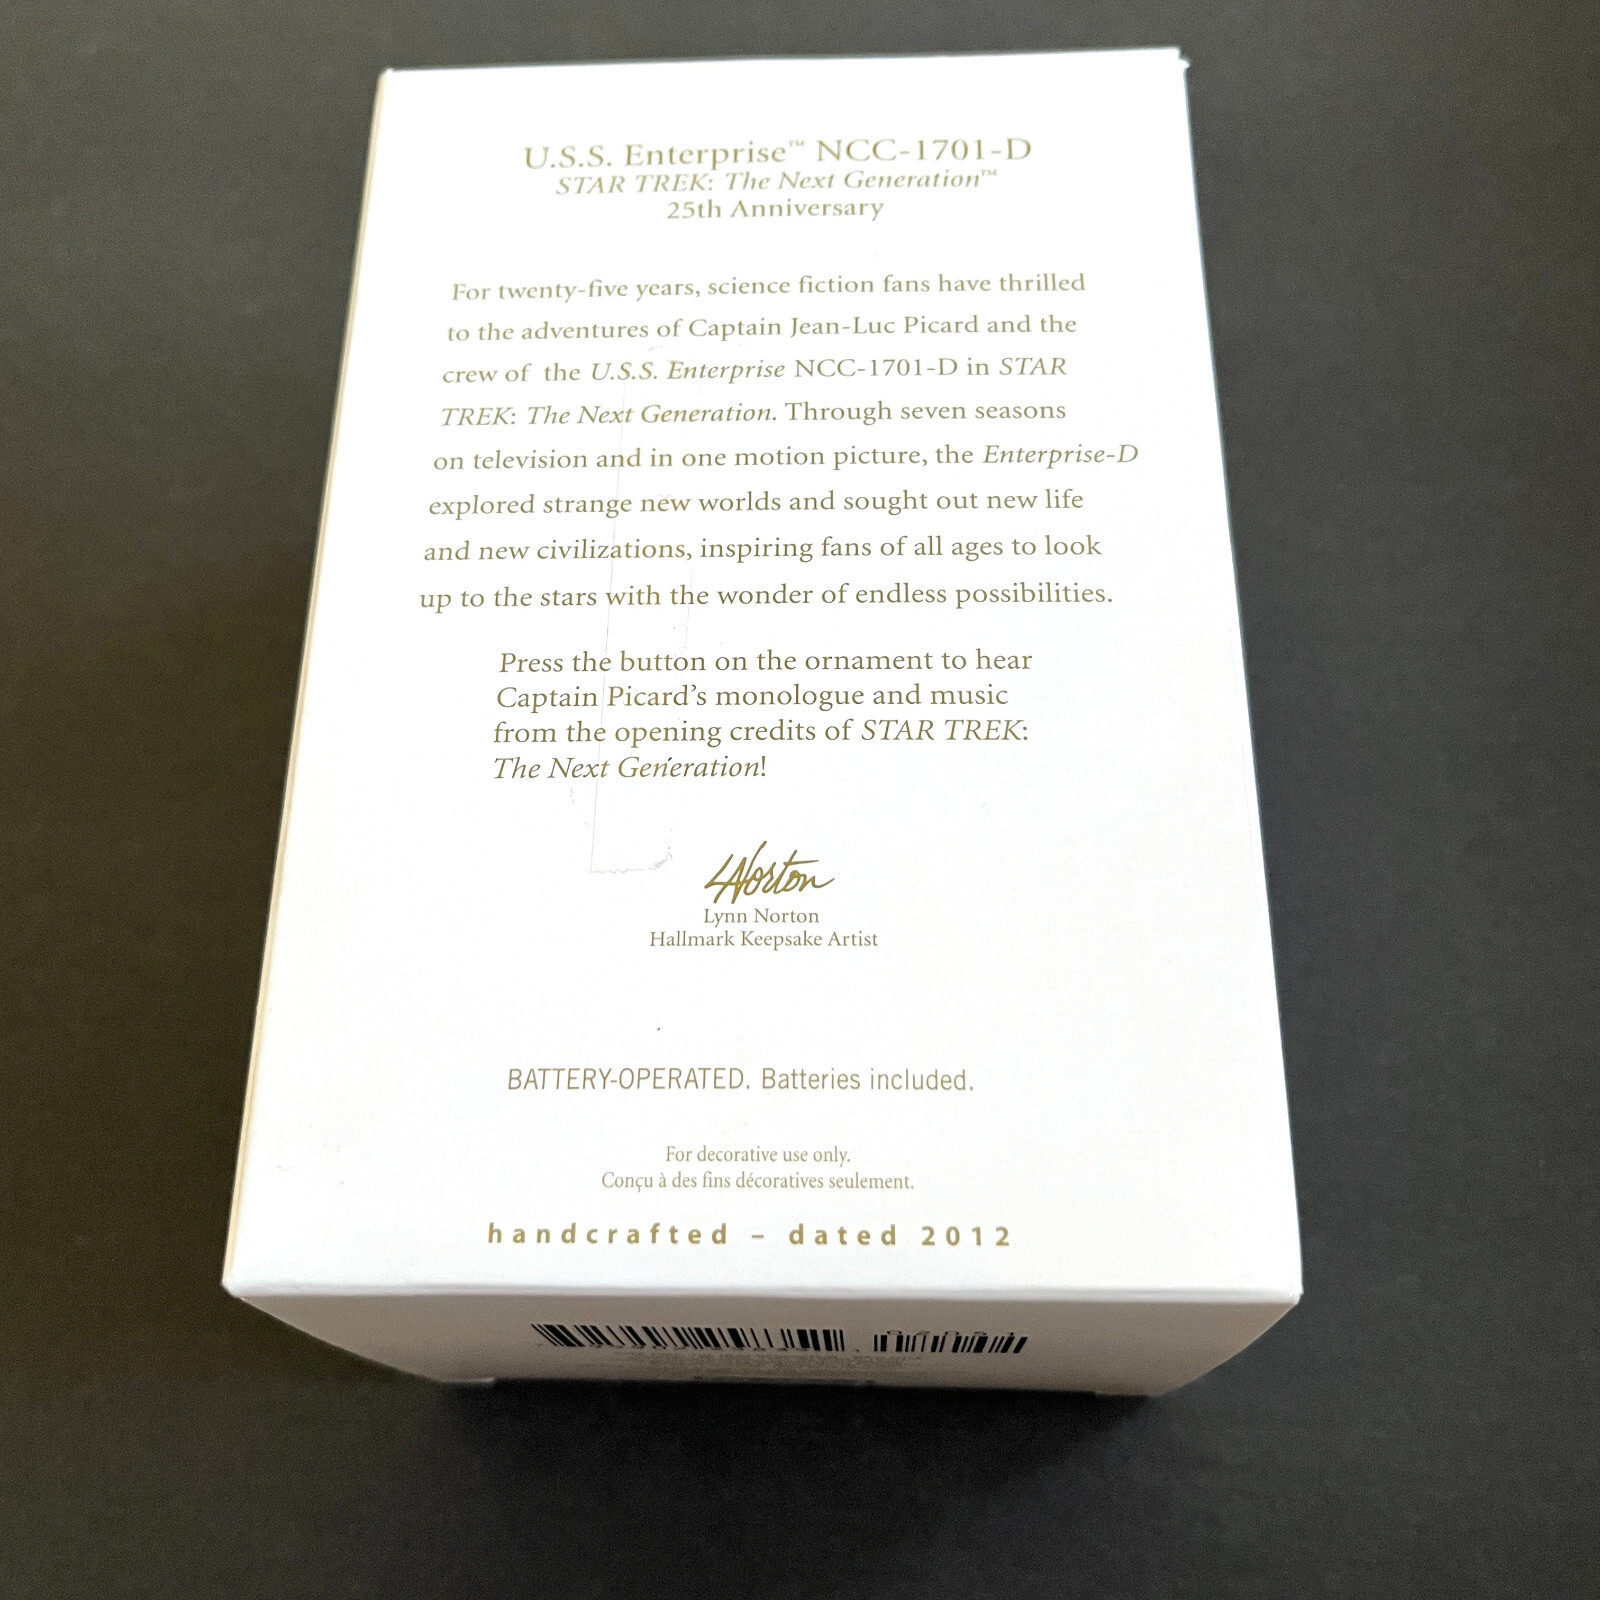 U.S.S. Enterprise™ NCC-1701-D
STAR TREK: The Next Generation™
25th Anniversary
For twenty-five years, science fiction fans have thrilled
to the adventures of Captain Jean-Luc Picard and the
crew of the U.S.S. Enterprise NCC-1701-D in STAR
TREK: The Next Generation. Through seven seasons
on television and in one motion picture, the Enterprise-D
explored strange new worlds and sought out new life
and new civilizations, inspiring fans of all ages to look
up to the stars with the wonder of endless possibilities.
Press the button on the ornament to hear
Captain Picard's monologue and music
from the opening credits of STAR TREK:
The Next Generation!
LNorton
Lynn Norton
Hallmark Keepsake Artist
BATTERY-OPERATED. Batteries included.
For decorative use only.
Conçu à des fins décoratives seulement.
handcrafted – dated 2012